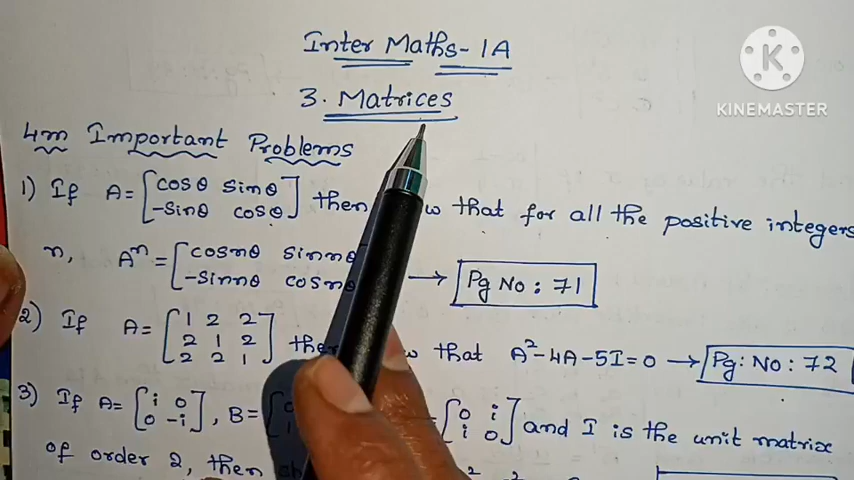 Inter Maths-1A
KINEMASTER
3. Matrices
4m Important Problems
1) If A = [cosθ sinθ
-sinθ cosθ] then that for all the positive integers
n, Aⁿ = [cosnθ sinnθ
-sinnθ cosnθ] → Pg No : 71
2) If A = [1 2 2
2 1 2
2 2 1] that A²-4A-5I=0 → Pg: No: 72
3) If A = [i 0
0 -i], B = [0 = [0 i
i 0] and I is the unit matrix
of order 2, then